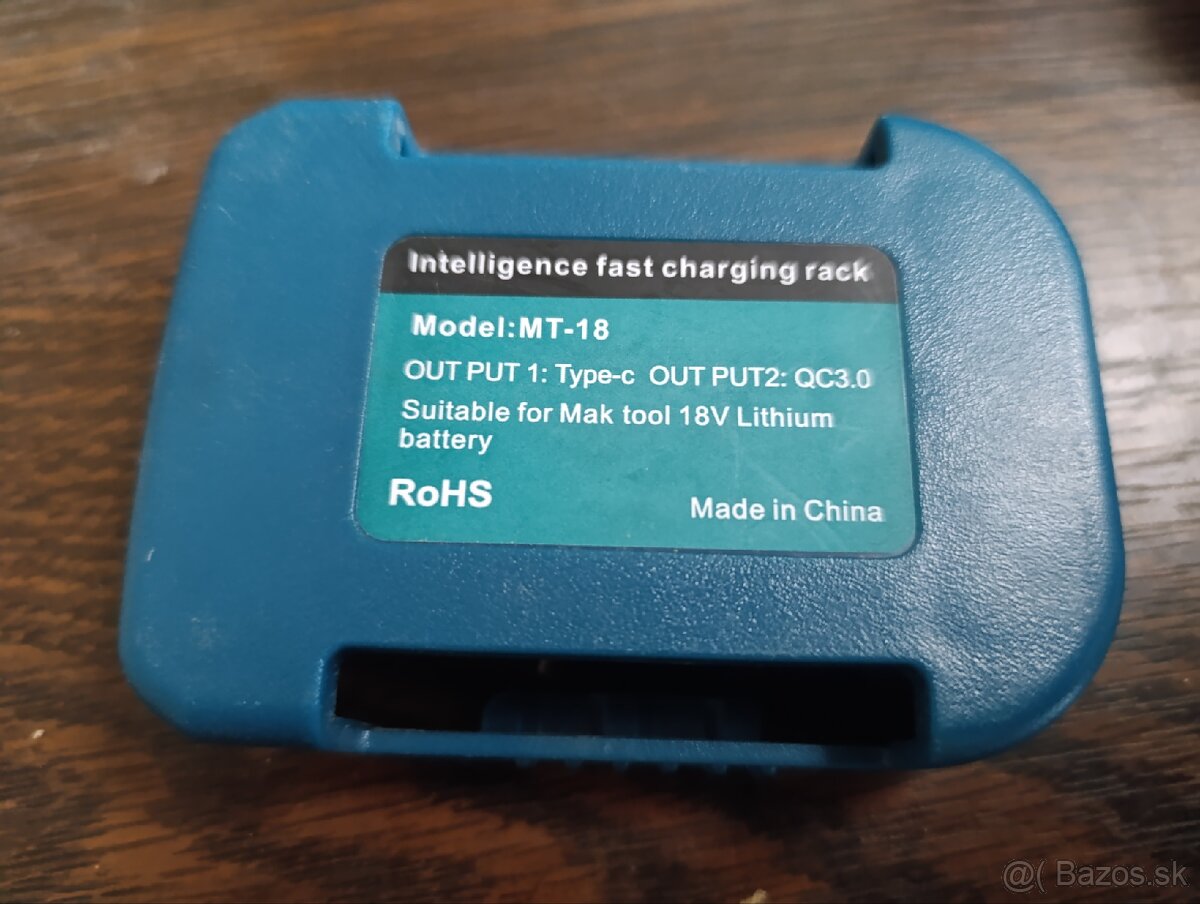 Intelligence fast charging rack
Model:MT-18
OUT PUT 1: Type-c OUT PUT2: QC3.0
Suitable for Mak tool 18V Lithium
battery
RoHS
Made in China
@( Bazos.sk